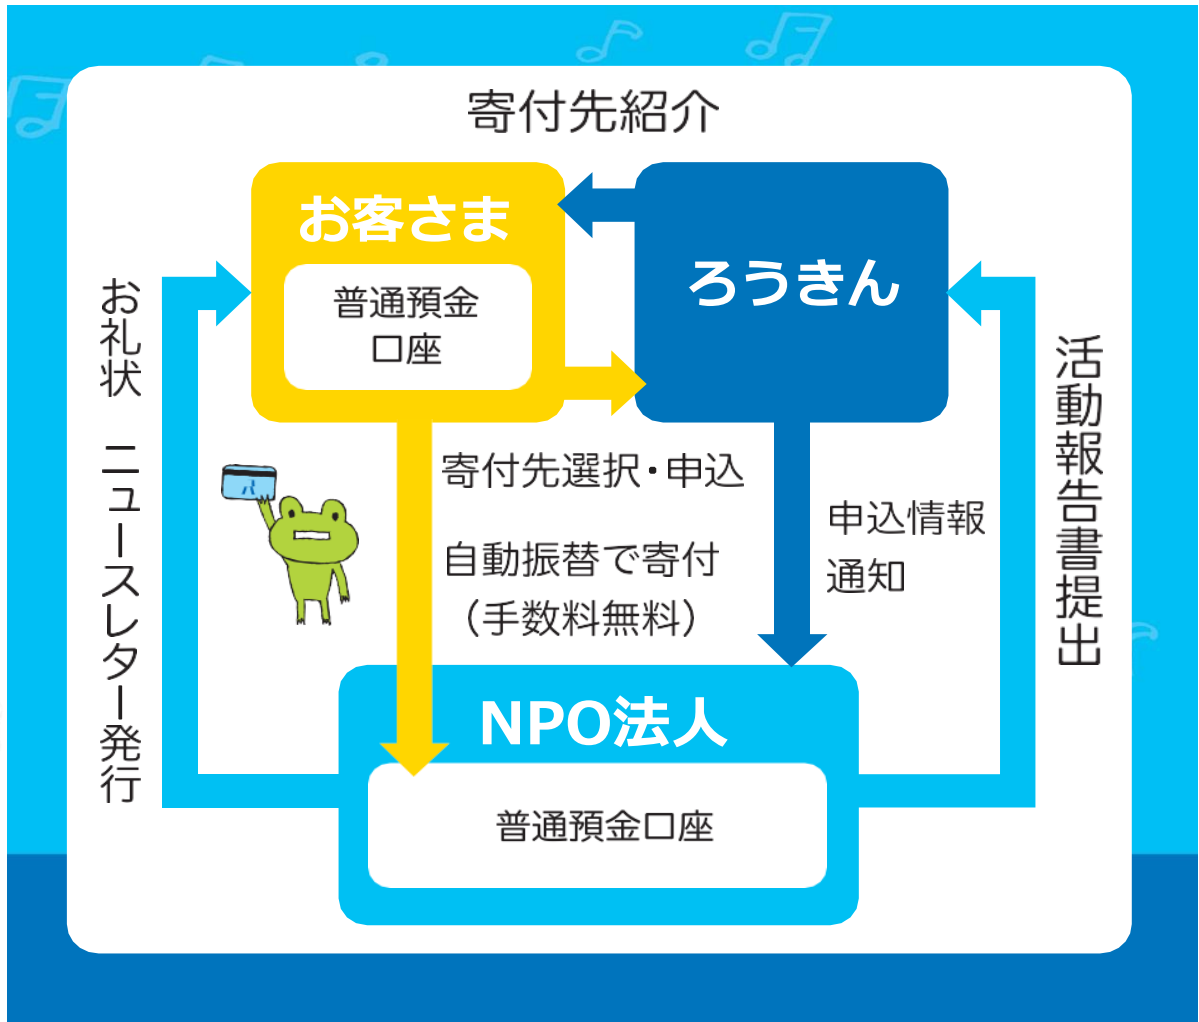 寄付先紹介
お客さま
普通預金
口座
ろうきん
お礼状　ニュースレター発行
活動報告書提出
寄付先選択・申込
自動振替で寄付
（手数料無料）
申込情報
通知
NPO法人
普通預金口座